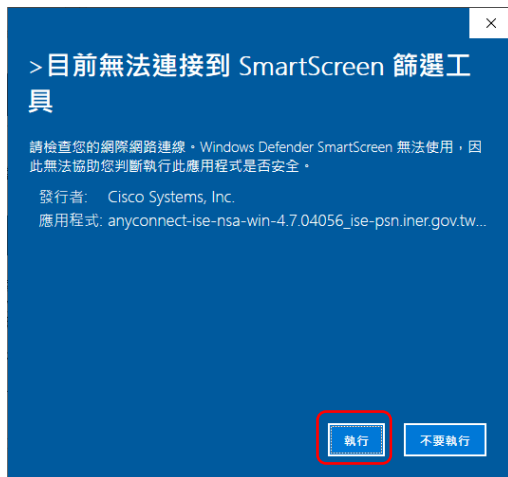 >目前無法連接到 SmartScreen 篩選工
具
請檢查您的網際網路連線。Windows Defender SmartScreen 無法使用，因
此無法協助您判斷執行此應用程式是否安全。
發行者: Cisco Systems, Inc.
應用程式: anyconnect-ise-nsa-win-4.7.04056_ise-psn.iner.gov.tw...
執行 不要執行